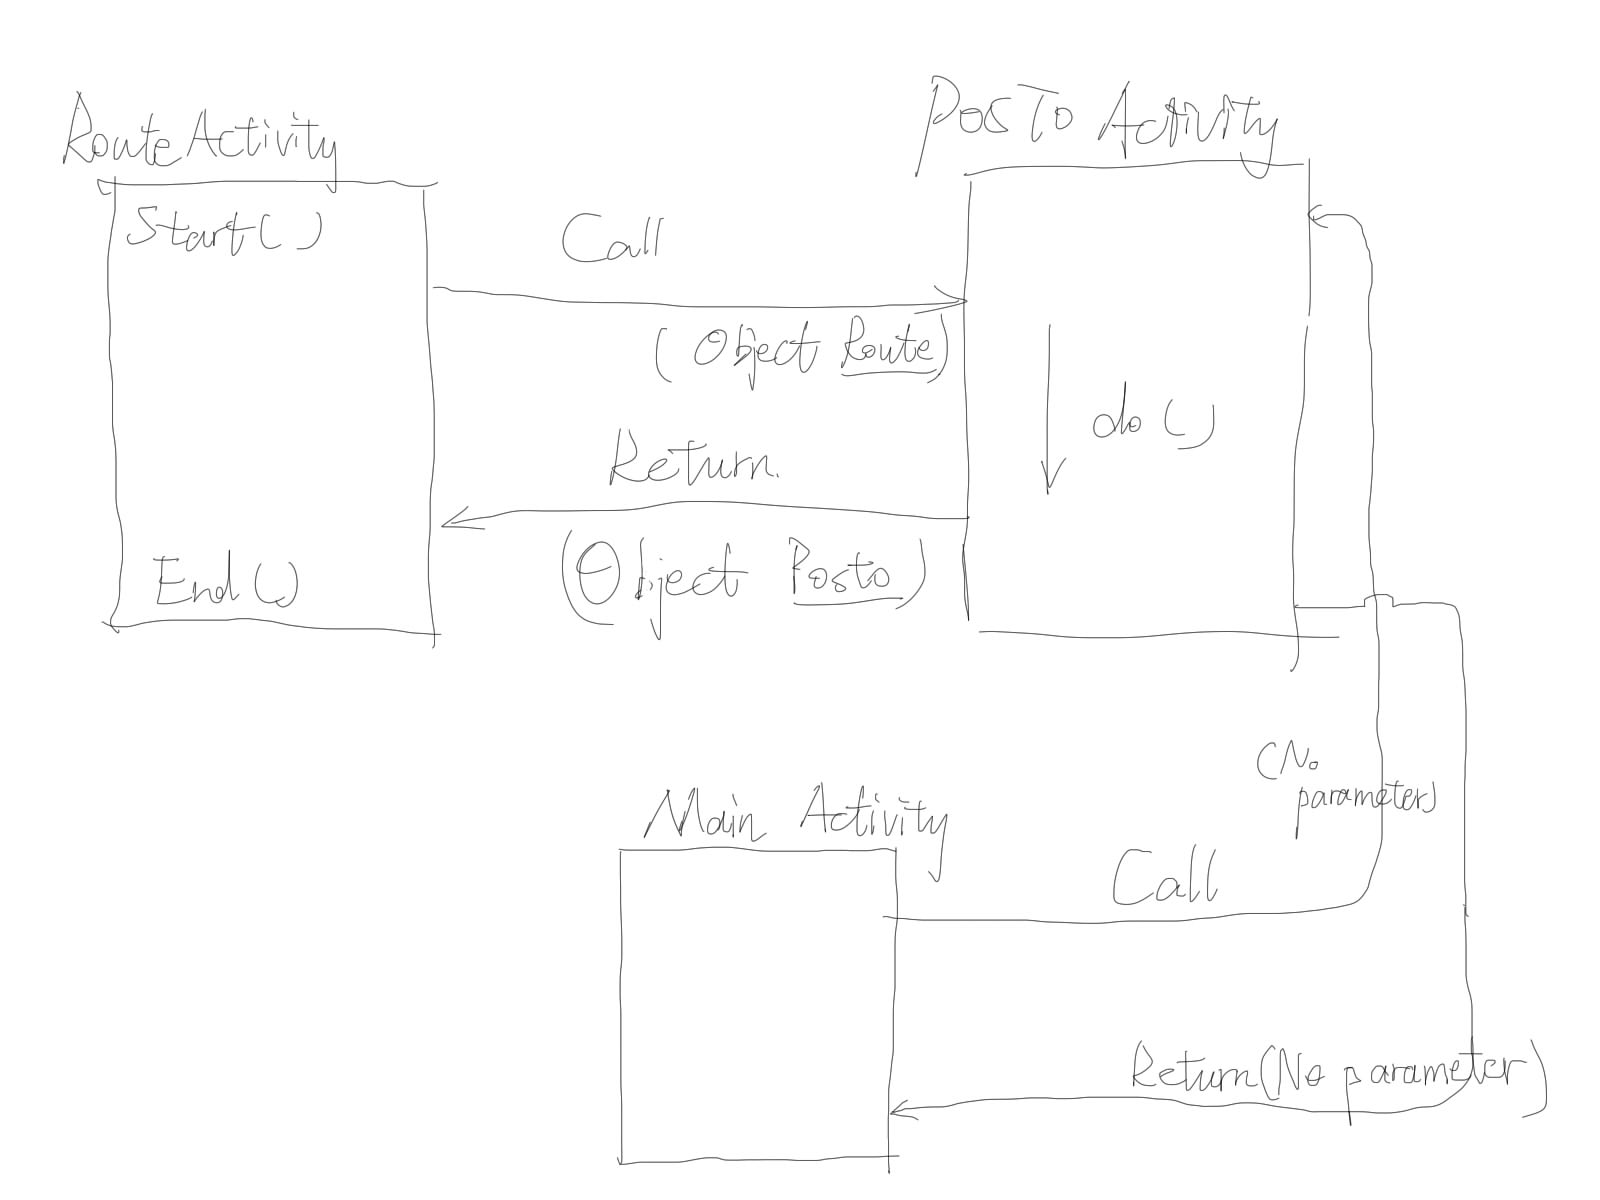 RouteActivity
Posto Activity
Start()
Call
(Object Route)
do()
Return.
(Object Posto)
End()
(No
parameter)
Main Activity
Call
Return(No parameter)